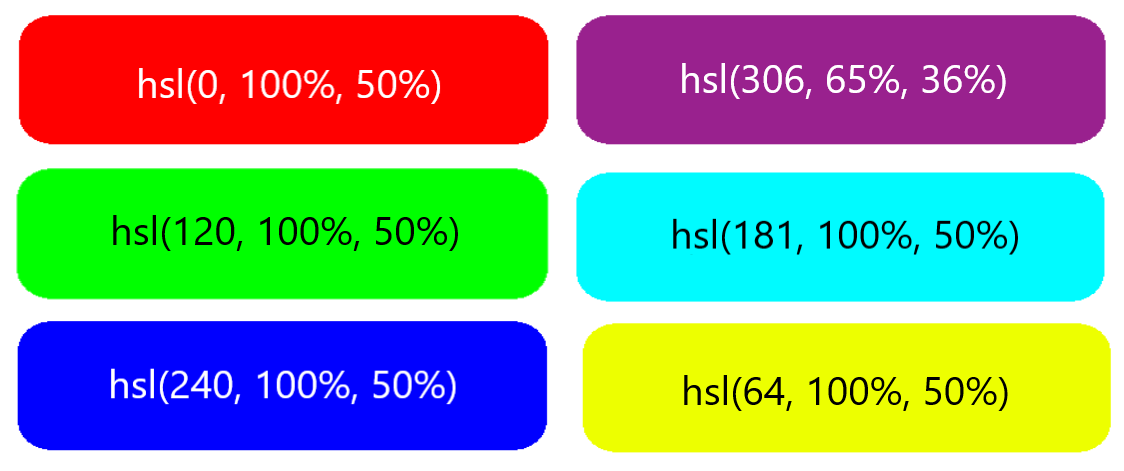 hsl(0, 100%, 50%)
hsl(306, 65%, 36%)
hsl(120, 100%, 50%)
hsl(181, 100%, 50%)
hsl(240, 100%, 50%)
hsl(64, 100%, 50%)